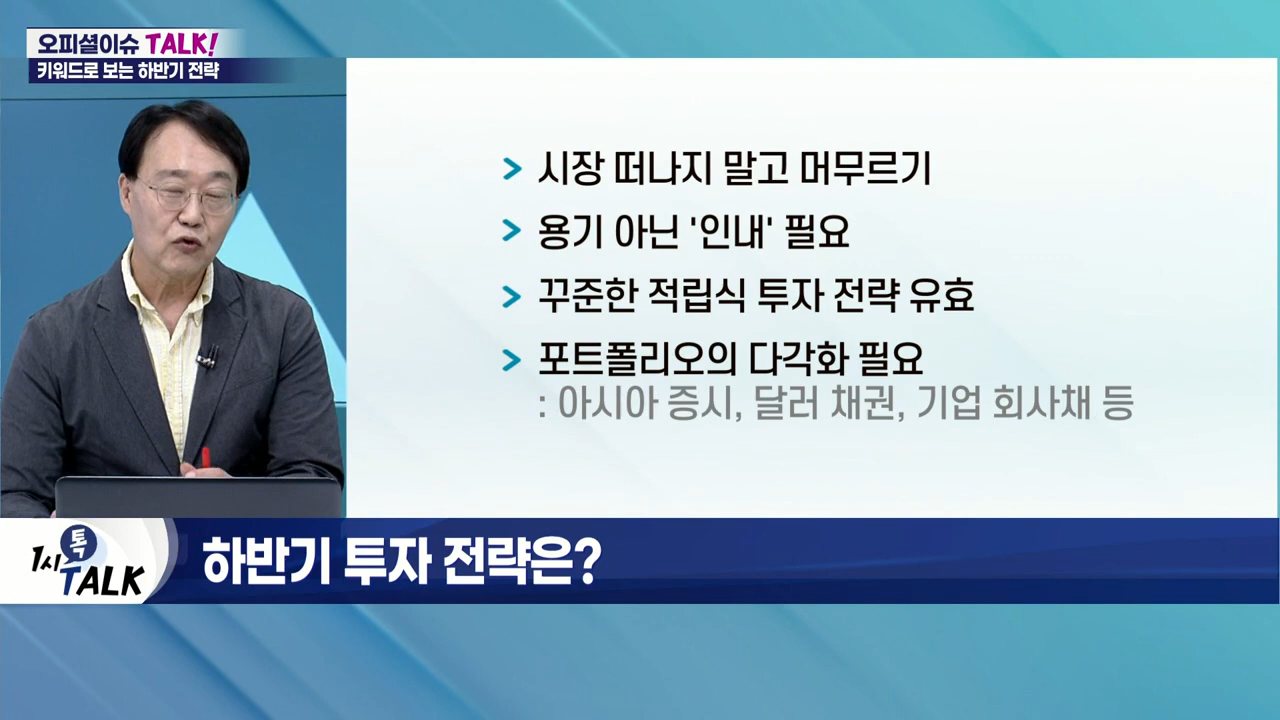 오피셜이슈 TALK!
키워드로 보는 하반기 전략
> 시장 떠나지 말고 머무르기
> 용기 아닌 '인내' 필요
> 꾸준한 적립식 투자 전략 유효
> 포트폴리오의 다각화 필요
: 아시아 증시, 달러 채권, 기업 회사채 등
1시 톡 TALK
하반기 투자 전략은?